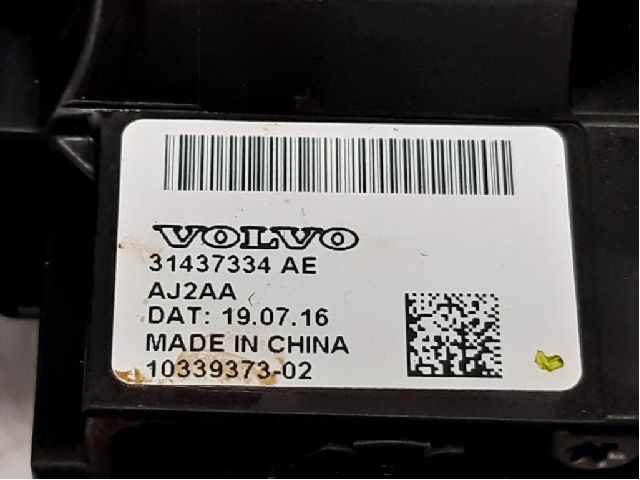 VOLVO
31437334 AE
AJ2AA
DAT: 19.07.16
MADE IN CHINA
10339373-02